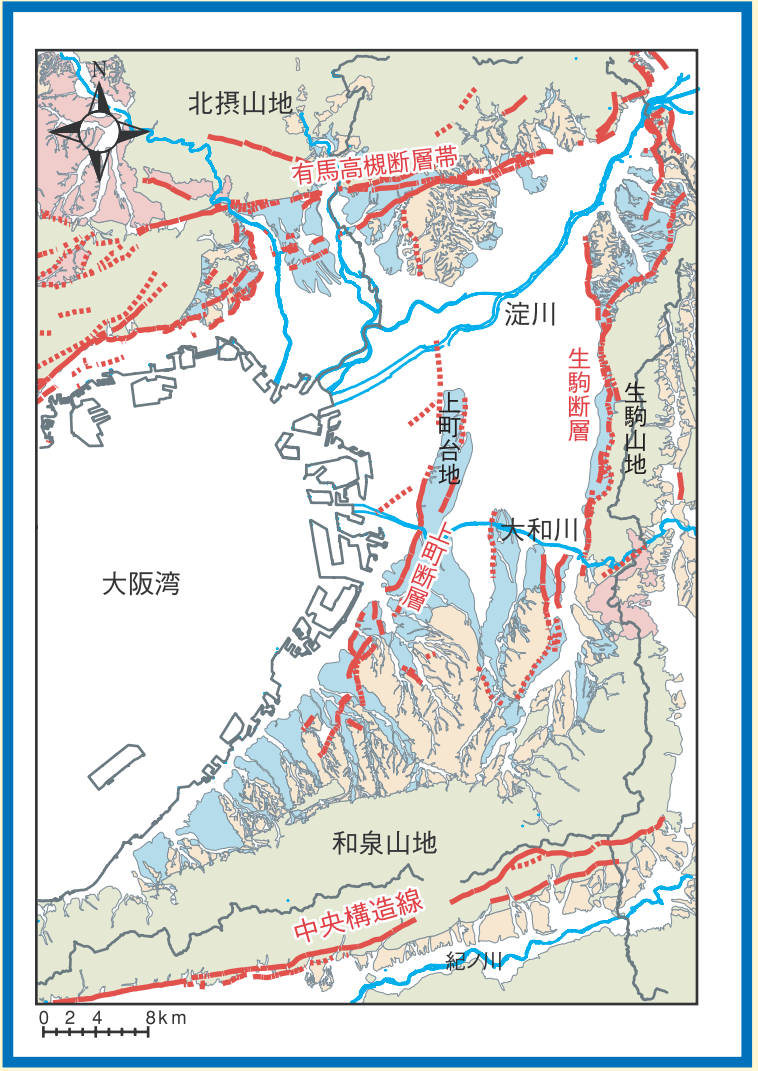 N
北摂山地
有馬高槻断層帯
淀川
生駒断層
生駒山地
上町台地
大和川
上町断層
大阪湾
和泉山地
中央構造線
紀ノ川
0 2 4 8km